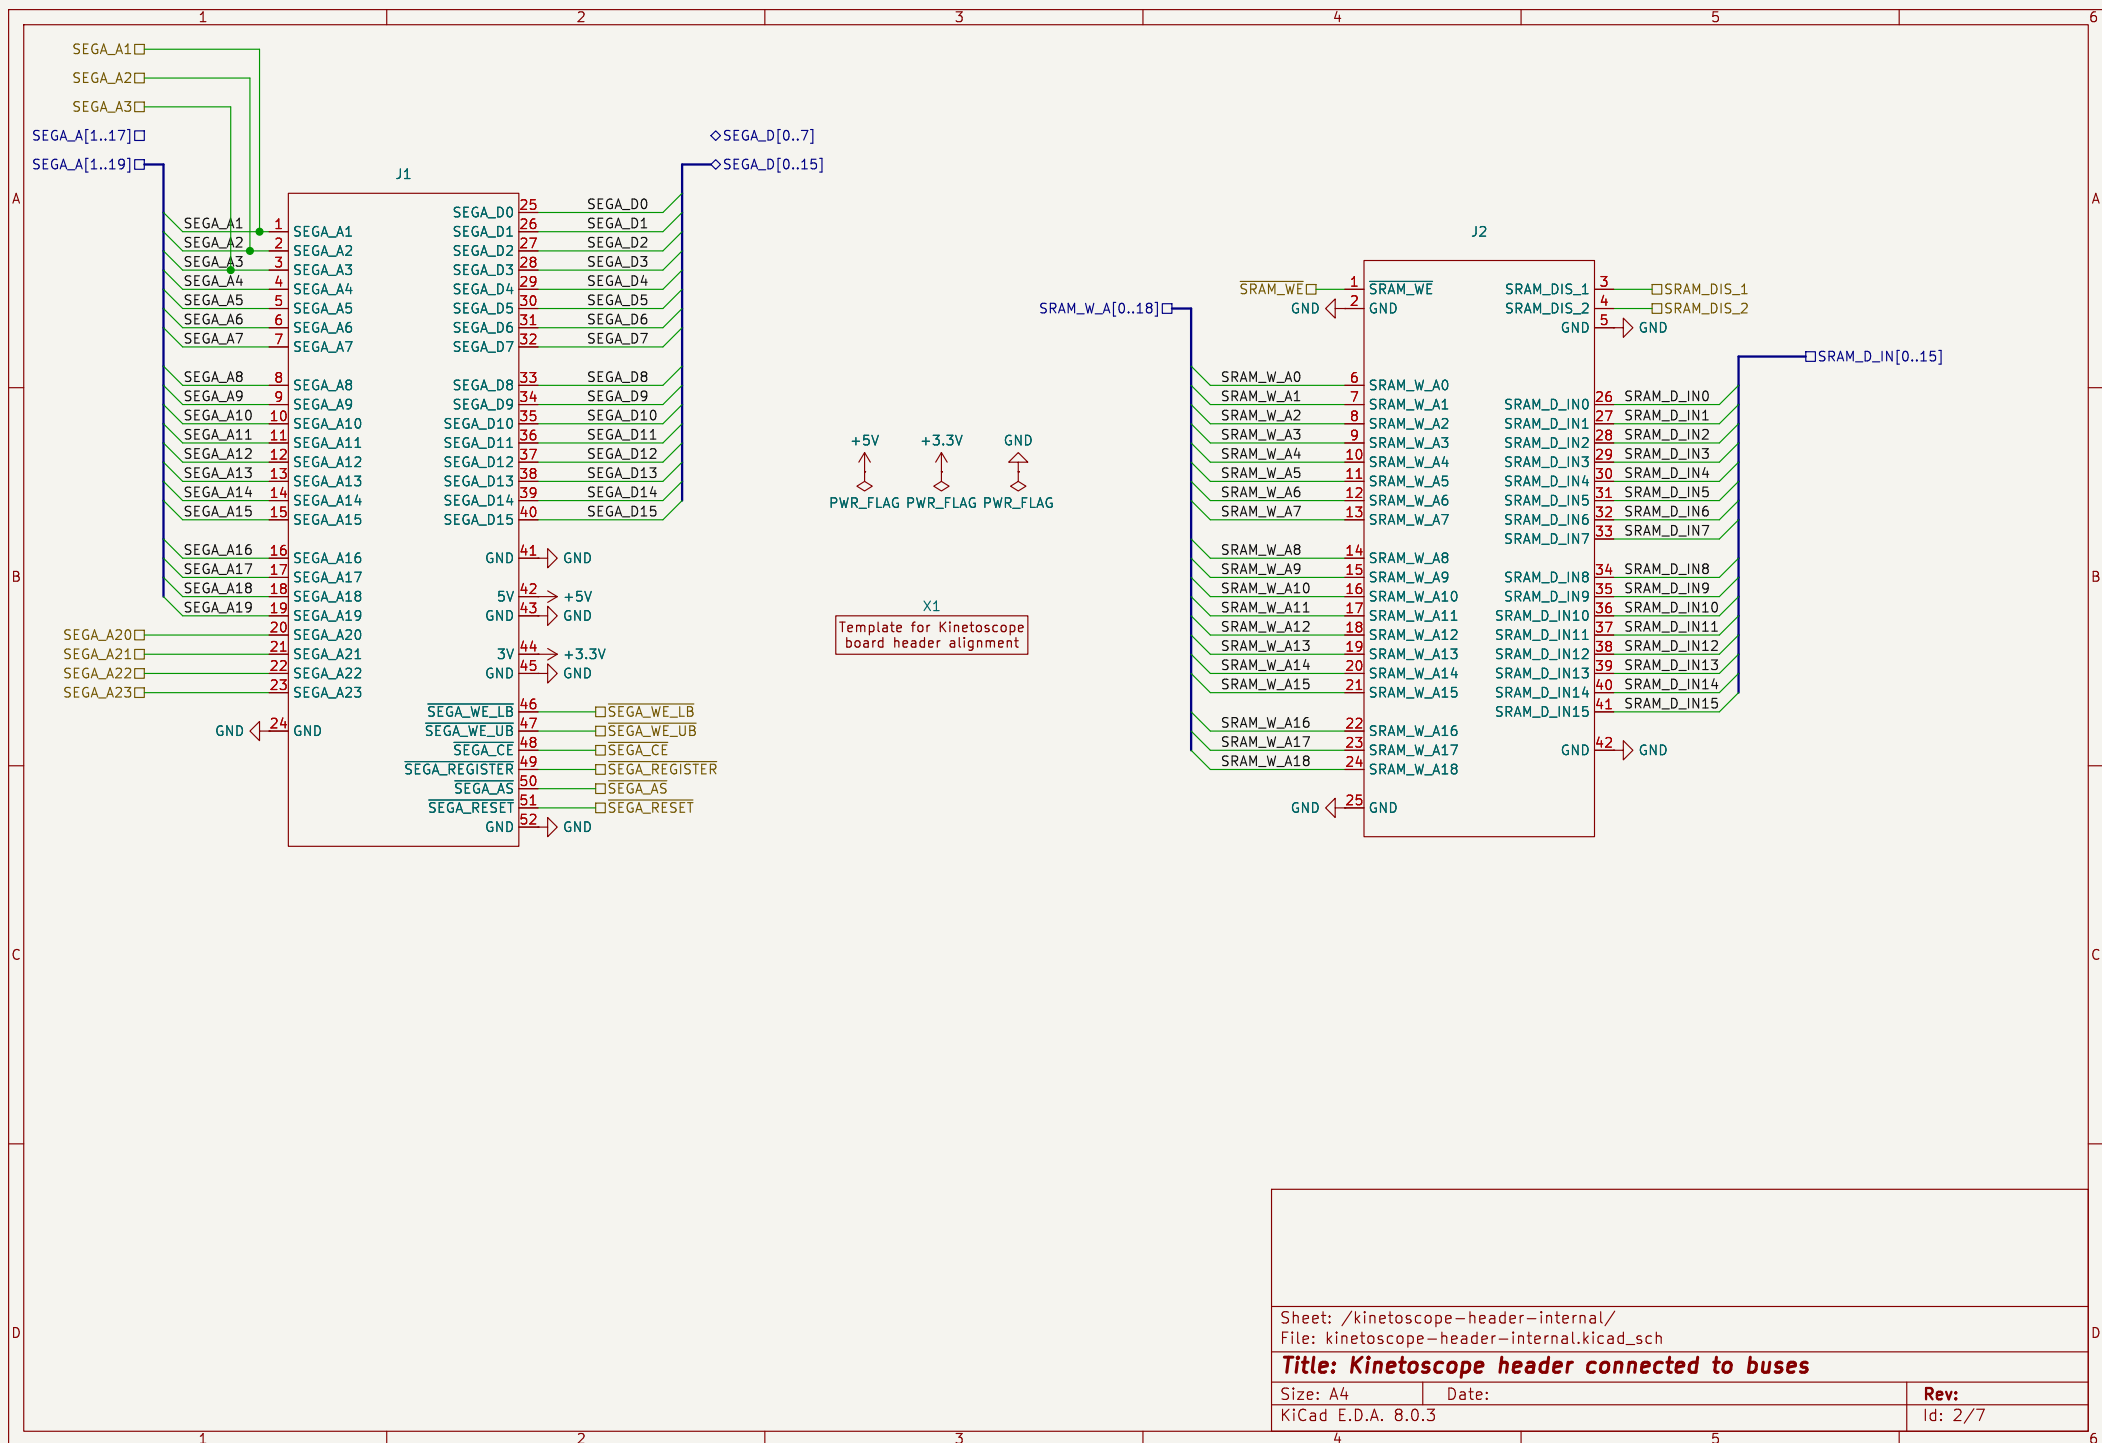 1 2 3 4 5 6
SEGA_A1
SEGA_A2
SEGA_A3
SEGA_A[1..17]
SEGA_A[1..19]
SEGA_D[0..7]
SEGA_D[0..15]
A
A
J1
SEGA_A1 1 SEGA_A1
SEGA_A2 2 SEGA_A2
SEGA_A3 3 SEGA_A3
SEGA_A4 4 SEGA_A4
SEGA_A5 5 SEGA_A5
SEGA_A6 6 SEGA_A6
SEGA_A7 7 SEGA_A7
SEGA_A8 8 SEGA_A8
SEGA_A9 9 SEGA_A9
SEGA_A10 10 SEGA_A10
SEGA_A11 11 SEGA_A11
SEGA_A12 12 SEGA_A12
SEGA_A13 13 SEGA_A13
SEGA_A14 14 SEGA_A14
SEGA_A15 15 SEGA_A15
SEGA_A16 16 SEGA_A16
SEGA_A17 17 SEGA_A17
SEGA_A18 18 SEGA_A18
SEGA_A19 19 SEGA_A19
SEGA_A20 20 SEGA_A20
SEGA_A21 21 SEGA_A21
SEGA_A22 22 SEGA_A22
SEGA_A23 23 SEGA_A23
GND 24 GND
SEGA_D0 25 SEGA_D0
SEGA_D1 26 SEGA_D1
SEGA_D2 27 SEGA_D2
SEGA_D3 28 SEGA_D3
SEGA_D4 29 SEGA_D4
SEGA_D5 30 SEGA_D5
SEGA_D6 31 SEGA_D6
SEGA_D7 32 SEGA_D7
SEGA_D8 33 SEGA_D8
SEGA_D9 34 SEGA_D9
SEGA_D10 35 SEGA_D10
SEGA_D11 36 SEGA_D11
SEGA_D12 37 SEGA_D12
SEGA_D13 38 SEGA_D13
SEGA_D14 39 SEGA_D14
SEGA_D15 40 SEGA_D15
GND 41 GND
5V 42 +5V
GND 43 GND
3V 44 +3.3V
GND 45 GND
SEGA_WE_LB 46 SEGA_WE_LB
SEGA_WE_UB 47 SEGA_WE_UB
SEGA_CE 48 SEGA_CE
SEGA_REGISTER 49 SEGA_REGISTER
SEGA_AS 50 SEGA_AS
SEGA_RESET 51 SEGA_RESET
GND 52 GND
+5V +3.3V GND
PWR_FLAG PWR_FLAG PWR_FLAG
X1
Template for Kinetoscope
board header alignment
J2
SRAM_WE 1 SRAM_WE
GND 2 GND
SRAM_DIS_1 3 SRAM_DIS_1
SRAM_DIS_2 4 SRAM_DIS_2
GND 5 GND
SRAM_W_A[0..18]
SRAM_D_IN[0..15]
SRAM_W_A0 6 SRAM_W_A0
SRAM_W_A1 7 SRAM_W_A1
SRAM_W_A2 8 SRAM_W_A2
SRAM_W_A3 9 SRAM_W_A3
SRAM_W_A4 10 SRAM_W_A4
SRAM_W_A5 11 SRAM_W_A5
SRAM_W_A6 12 SRAM_W_A6
SRAM_W_A7 13 SRAM_W_A7
SRAM_W_A8 14 SRAM_W_A8
SRAM_W_A9 15 SRAM_W_A9
SRAM_W_A10 16 SRAM_W_A10
SRAM_W_A11 17 SRAM_W_A11
SRAM_W_A12 18 SRAM_W_A12
SRAM_W_A13 19 SRAM_W_A13
SRAM_W_A14 20 SRAM_W_A14
SRAM_W_A15 21 SRAM_W_A15
SRAM_W_A16 22 SRAM_W_A16
SRAM_W_A17 23 SRAM_W_A17
SRAM_W_A18 24 SRAM_W_A18
GND 25 GND
SRAM_D_IN0 26 SRAM_D_IN0
SRAM_D_IN1 27 SRAM_D_IN1
SRAM_D_IN2 28 SRAM_D_IN2
SRAM_D_IN3 29 SRAM_D_IN3
SRAM_D_IN4 30 SRAM_D_IN4
SRAM_D_IN5 31 SRAM_D_IN5
SRAM_D_IN6 32 SRAM_D_IN6
SRAM_D_IN7 33 SRAM_D_IN7
SRAM_D_IN8 34 SRAM_D_IN8
SRAM_D_IN9 35 SRAM_D_IN9
SRAM_D_IN10 36 SRAM_D_IN10
SRAM_D_IN11 37 SRAM_D_IN11
SRAM_D_IN12 38 SRAM_D_IN12
SRAM_D_IN13 39 SRAM_D_IN13
SRAM_D_IN14 40 SRAM_D_IN14
SRAM_D_IN15 41 SRAM_D_IN15
GND 42 GND
B
B
C
C
D
D
Sheet: /kinetoscope-header-internal/
File: kinetoscope-header-internal.kicad_sch
Title: Kinetoscope header connected to buses
Size: A4 Date: Rev:
KiCad E.D.A. 8.0.3 Id: 2/7
1 2 3 4 5 6